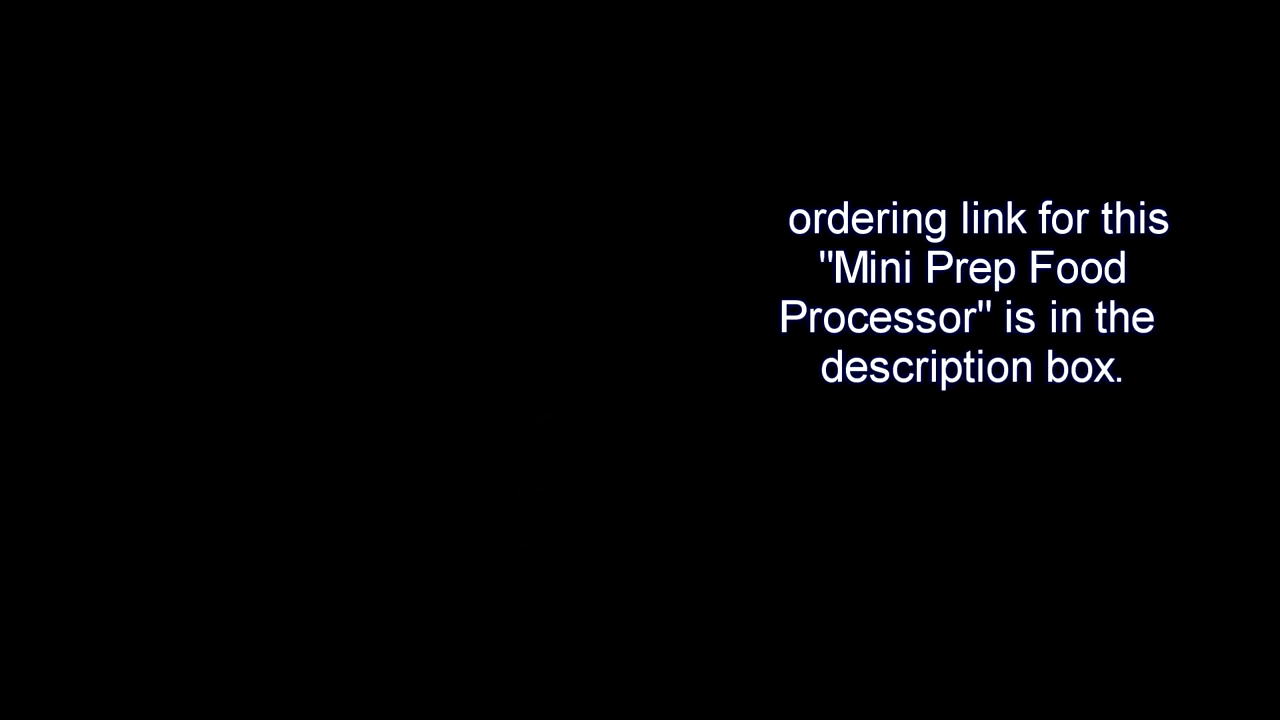 ordering link for this
"Mini Prep Food
Processor" is in the
description box.